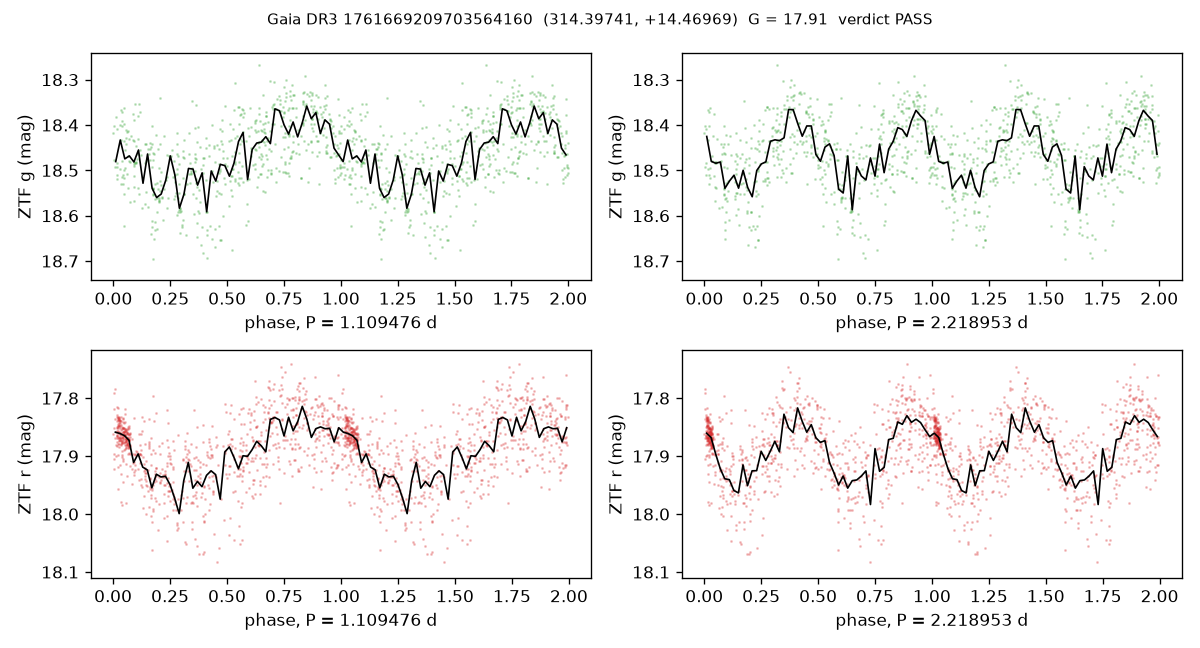 Gaia DR3 1761669209703564160  (314.39741, +14.46969)  G = 17.91  verdict PASS
ZTF g (mag)
18.3
18.4
18.5
18.6
18.7
0.00 0.25 0.50 0.75 1.00 1.25 1.50 1.75 2.00
phase, P = 1.109476 d
ZTF g (mag)
18.3
18.4
18.5
18.6
18.7
0.00 0.25 0.50 0.75 1.00 1.25 1.50 1.75 2.00
phase, P = 2.218953 d
ZTF r (mag)
17.8
17.9
18.0
18.1
0.00 0.25 0.50 0.75 1.00 1.25 1.50 1.75 2.00
phase, P = 1.109476 d
ZTF r (mag)
17.8
17.9
18.0
18.1
0.00 0.25 0.50 0.75 1.00 1.25 1.50 1.75 2.00
phase, P = 2.218953 d